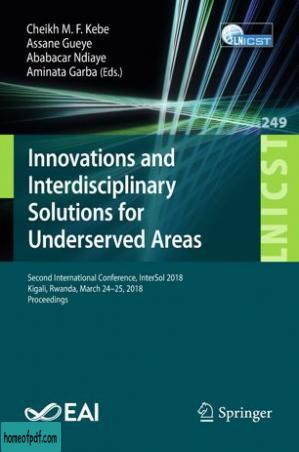 Cheikh M. F. Kebe
Assane Gueye
Ababacar Ndiaye
Aminata Garba (Eds.)
LNICST
249
Innovations and
Interdisciplinary
Solutions for
Underserved Areas
Second International Conference, InterSol 2018
Kigali, Rwanda, March 24–25, 2018
Proceedings
LNICST
EAI
Springer
homeofpdf.com